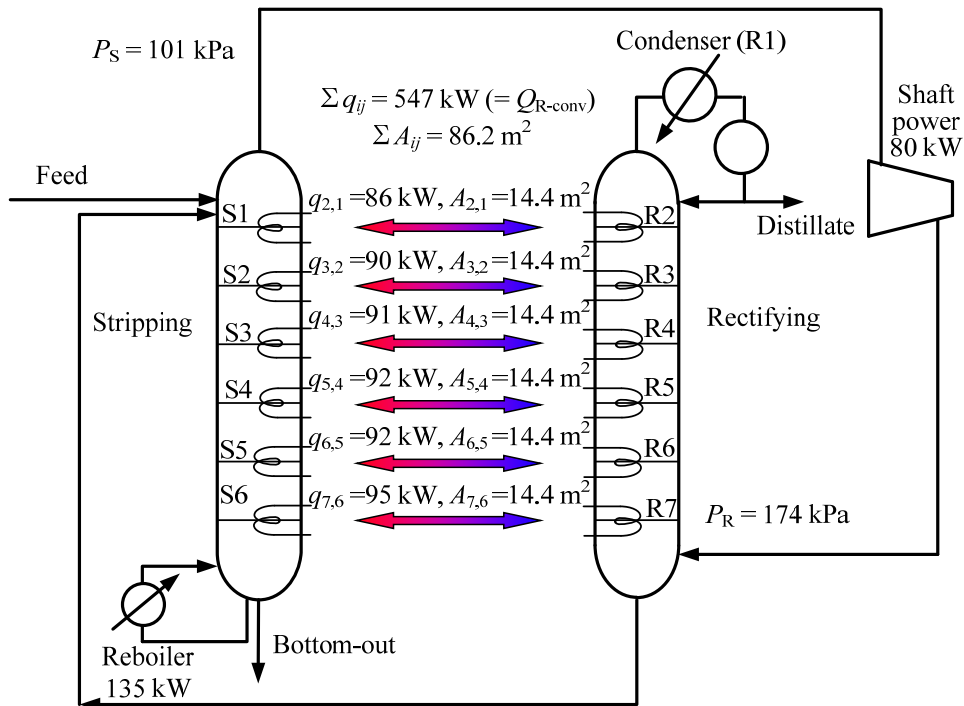 P_S = 101 kPa
Condenser (R1)
Σ q_ij = 547 kW (= Q_R-conv)
Σ A_ij = 86.2 m²
Shaft
power
80 kW
Feed
q_2,1 =86 kW, A_2,1 =14.4 m²
S1
R2
Distillate
q_3,2 =90 kW, A_3,2 =14.4 m²
S2
R3
Stripping
q_4,3 =91 kW, A_4,3 =14.4 m²
Rectifying
S3
R4
q_5,4 =92 kW, A_5,4 =14.4 m²
S4
R5
q_6,5 =92 kW, A_6,5 =14.4 m²
S5
R6
q_7,6 =95 kW, A_7,6 =14.4 m²
S6
R7
P_R = 174 kPa
Bottom-out
Reboiler
135 kW